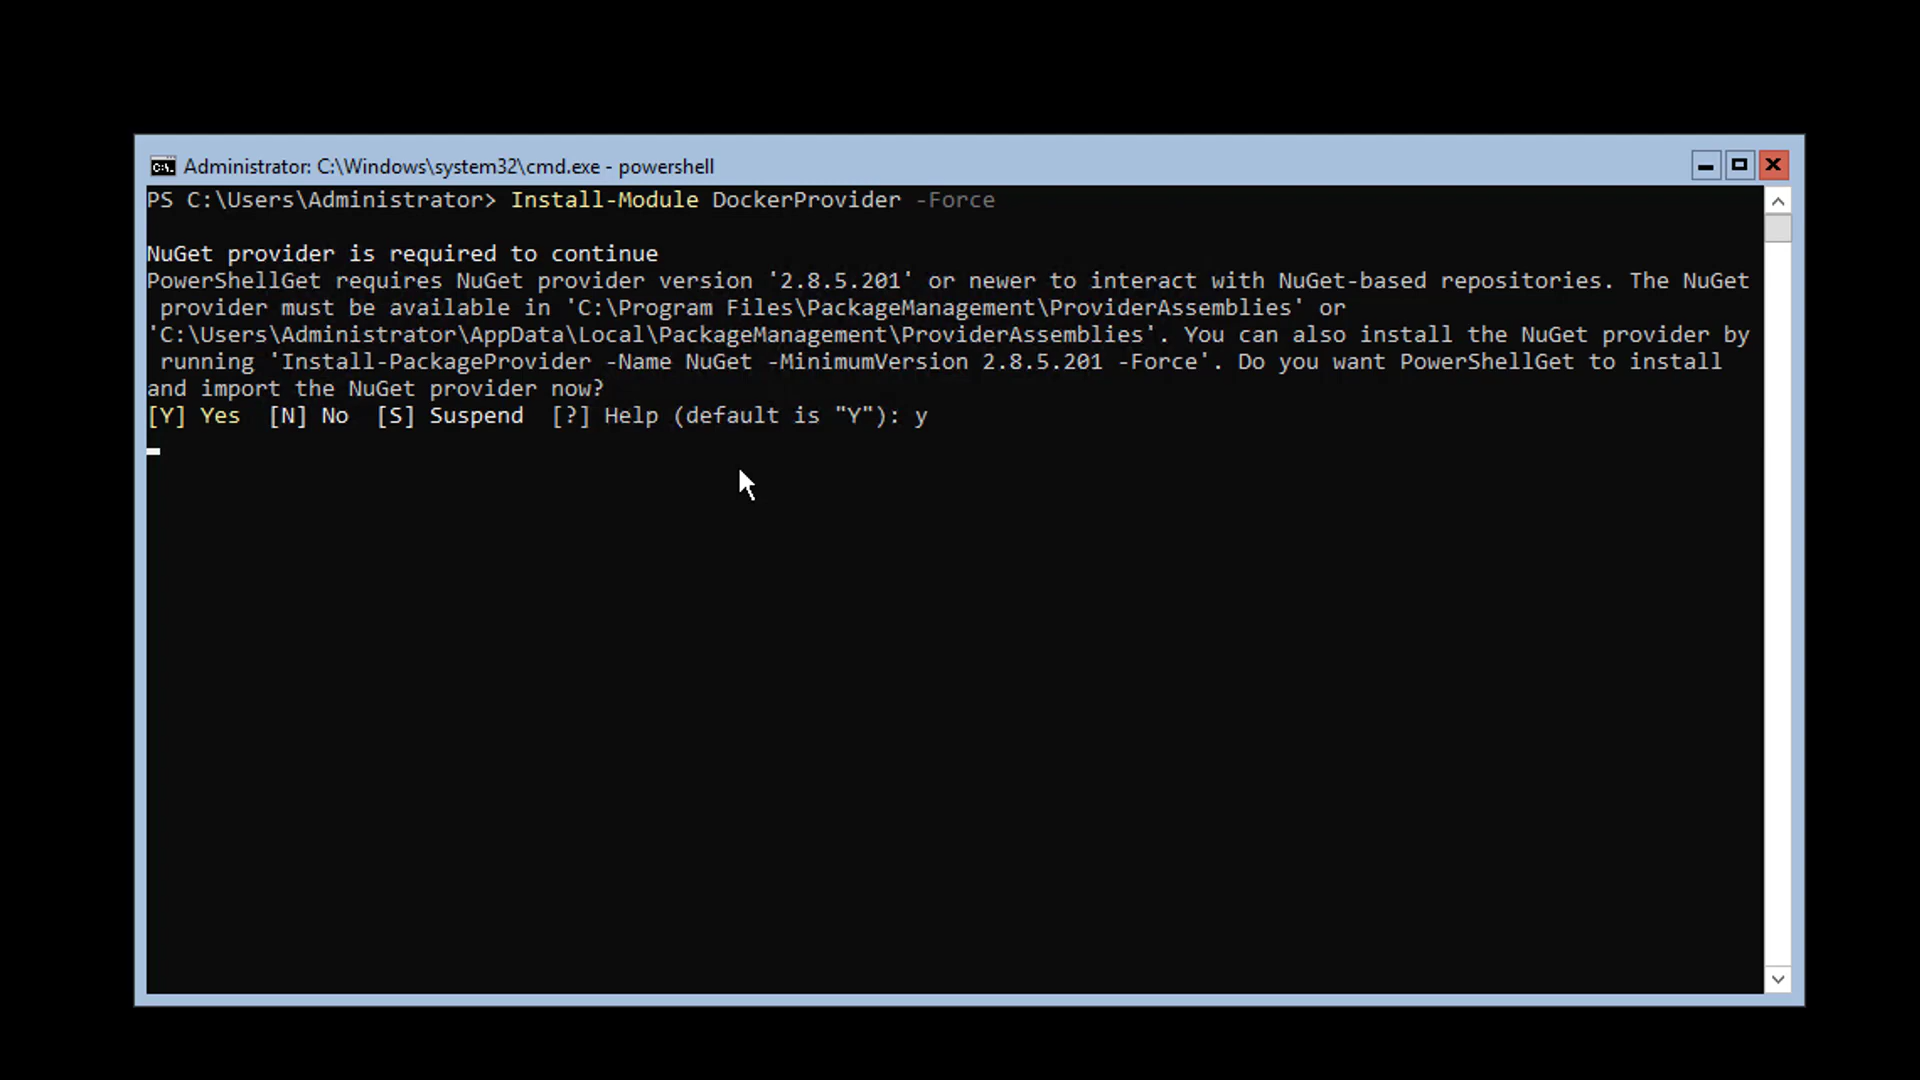 Administrator: C:\Windows\system32\cmd.exe - powershell
PS C:\Users\Administrator> Install-Module DockerProvider -Force
NuGet provider is required to continue
PowerShellGet requires NuGet provider version '2.8.5.201' or newer to interact with NuGet-based repositories. The NuGet
provider must be available in 'C:\Program Files\PackageManagement\ProviderAssemblies' or
'C:\Users\Administrator\AppData\Local\PackageManagement\ProviderAssemblies'. You can also install the NuGet provider by
running 'Install-PackageProvider -Name NuGet -MinimumVersion 2.8.5.201 -Force'. Do you want PowerShellGet to install
and import the NuGet provider now?
[Y] Yes  [N] No  [S] Suspend  [?] Help (default is "Y"): y